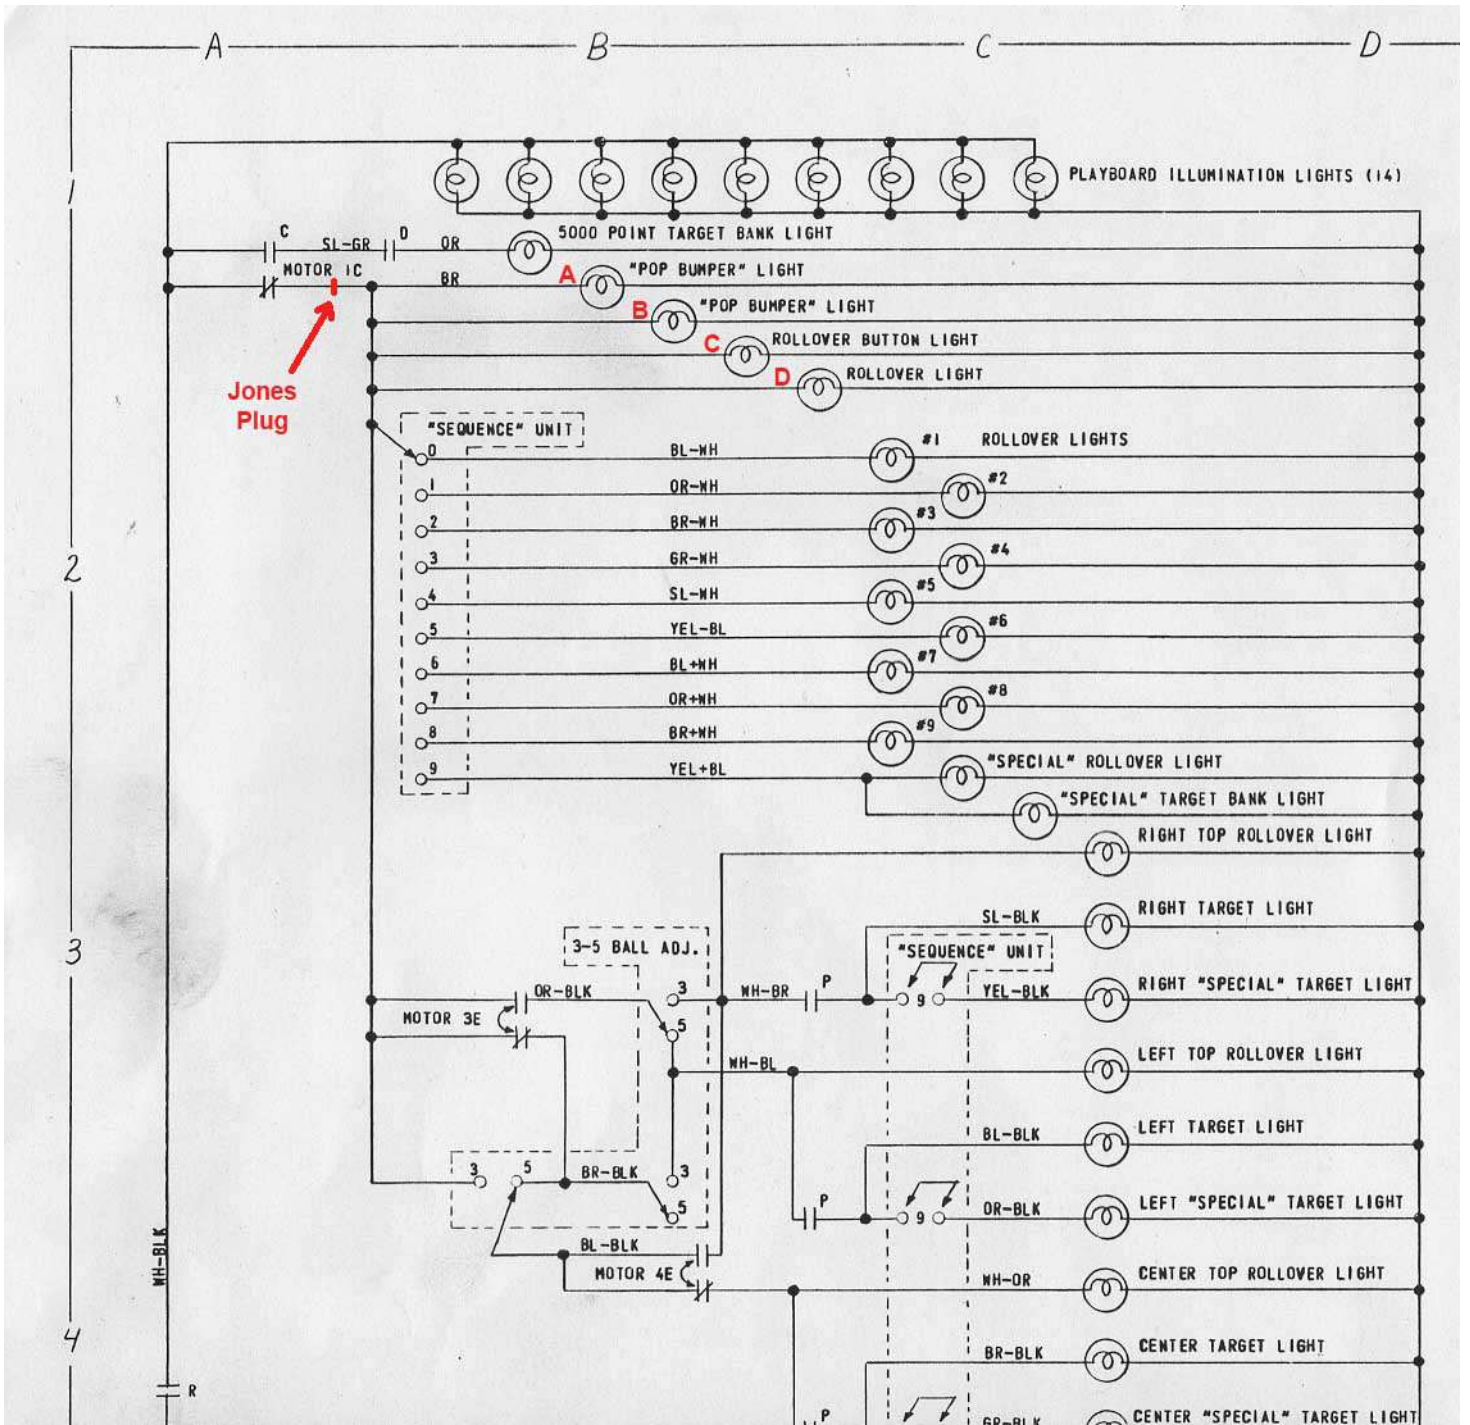 A B C D
1
PLAYBOARD ILLUMINATION LIGHTS (14)
C SL-GR D OR 5000 POINT TARGET BANK LIGHT
MOTOR 1C BR A "POP BUMPER" LIGHT
B "POP BUMPER" LIGHT
C ROLLOVER BUTTON LIGHT
D ROLLOVER LIGHT
Jones
Plug
"SEQUENCE" UNIT
0 BL-WH #1 ROLLOVER LIGHTS
1 OR-WH #2
2 BR-WH #3
2
3 GR-WH #4
4 SL-WH #5
5 YEL-BL #6
6 BL+WH #7
7 OR+WH #8
8 BR+WH #9
9 YEL+BL "SPECIAL" ROLLOVER LIGHT
"SPECIAL" TARGET BANK LIGHT
RIGHT TOP ROLLOVER LIGHT
SL-BLK RIGHT TARGET LIGHT
3
3-5 BALL ADJ.
"SEQUENCE" UNIT
OR-BLK 3 WH-BR P 9 YEL-BLK RIGHT "SPECIAL" TARGET LIGHT
MOTOR 3E 5
WH-BL LEFT TOP ROLLOVER LIGHT
BL-BLK LEFT TARGET LIGHT
3 5 BR-BLK 3
5 P 9 OR-BLK LEFT "SPECIAL" TARGET LIGHT
WH-BLK
BL-BLK
MOTOR 4E WH-OR CENTER TOP ROLLOVER LIGHT
4
BR-BLK CENTER TARGET LIGHT
R
P GR-BLK CENTER "SPECIAL" TARGET LIGHT